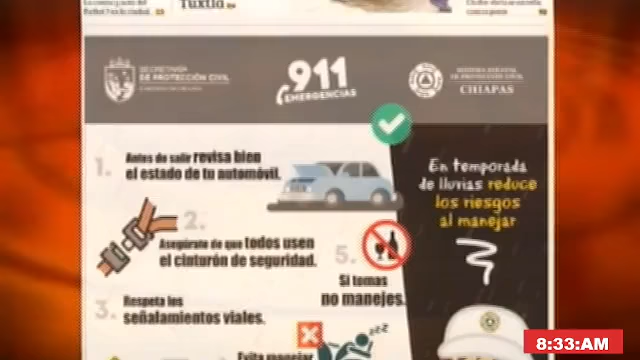 Tuxtla
SECRETARÍA
DE PROTECCIÓN CIVIL
911
EMERGENCIAS
SISTEMA ESTATAL
DE PROTECCIÓN CIVIL
CHIAPAS
1. Antes de salir revisa bien
el estado de tu automóvil.
2.
Asegúrate de que todos usen
el cinturón de seguridad.
3. Respeta los
señalamientos viales.
Evita manejar
5.
Si tomas
no manejes.
zzz
En temporada
de lluvias reduce
los riesgos
al manejar
8:33:AM